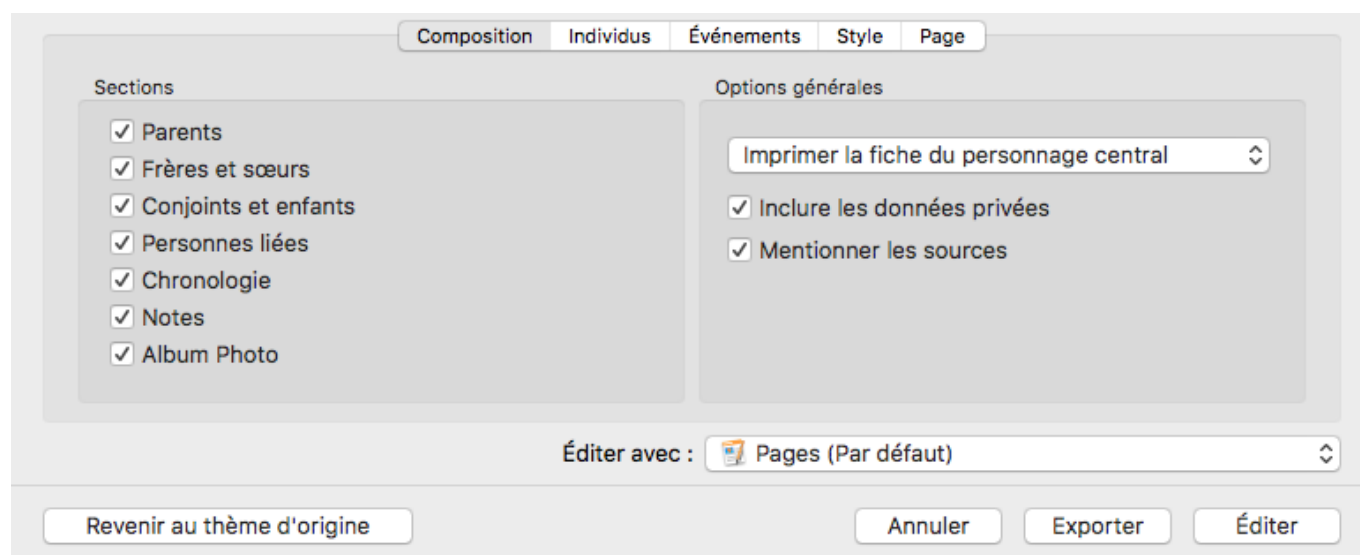 Composition Individus Événements Style Page
Sections
Parents
Frères et sœurs
Conjoints et enfants
Personnes liées
Chronologie
Notes
Album Photo
Options générales
Imprimer la fiche du personnage central
Inclure les données privées
Mentionner les sources
Éditer avec : Pages (Par défaut)
Revenir au thème d'origine Annuler Exporter Éditer